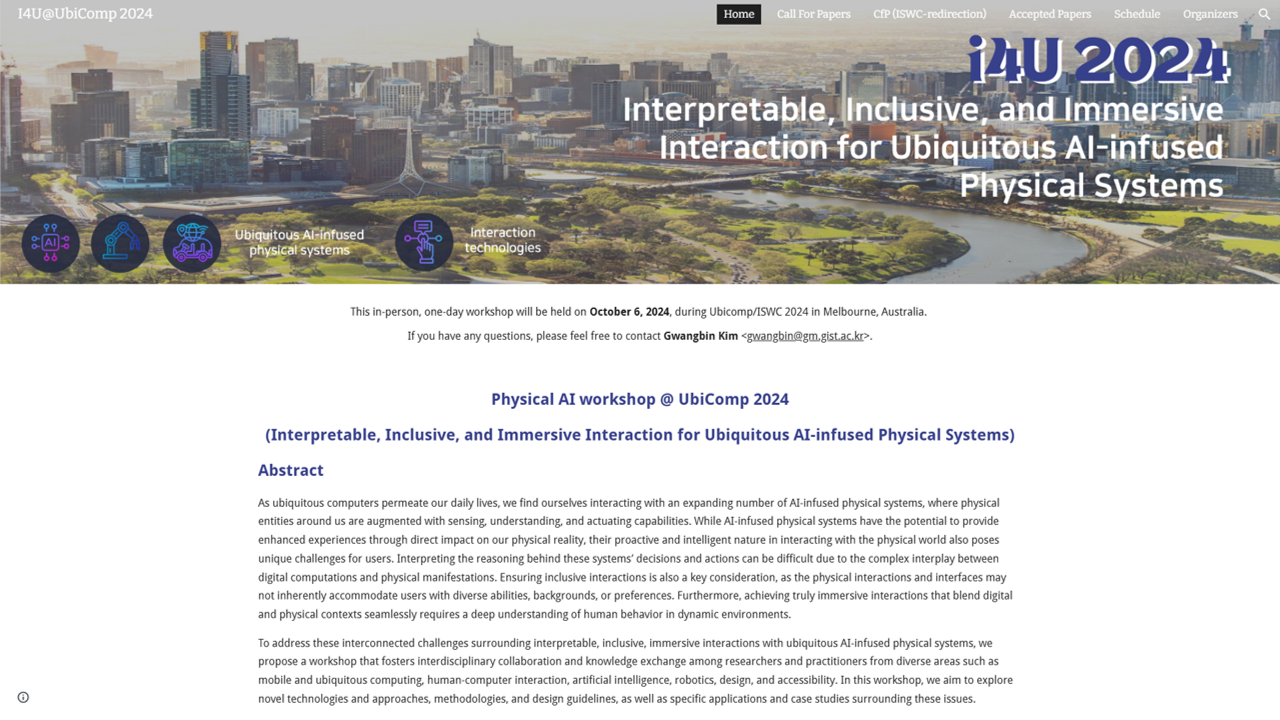 I4U@UbiComp 2024
Home Call For Papers CfP (ISWC-redirection) Accepted Papers Schedule Organizers
i4U 2024
Interpretable, Inclusive, and Immersive
Interaction for Ubiquitous AI-infused
Physical Systems
AI
Ubiquitous AI-infused
physical systems
Interaction
technologies
This in-person, one-day workshop will be held on October 6, 2024, during Ubicomp/ISWC 2024 in Melbourne, Australia.
If you have any questions, please feel free to contact Gwangbin Kim <gwangbin@gm.gist.ac.kr>.
Physical AI workshop @ UbiComp 2024
(Interpretable, Inclusive, and Immersive Interaction for Ubiquitous AI-infused Physical Systems)
Abstract
As ubiquitous computers permeate our daily lives, we find ourselves interacting with an expanding number of AI-infused physical systems, where physical
entities around us are augmented with sensing, understanding, and actuating capabilities. While AI-infused physical systems have the potential to provide
enhanced experiences through direct impact on our physical reality, their proactive and intelligent nature in interacting with the physical world also poses
unique challenges for users. Interpreting the reasoning behind these systems' decisions and actions can be difficult due to the complex interplay between
digital computations and physical manifestations. Ensuring inclusive interactions is also a key consideration, as the physical interactions and interfaces may
not inherently accommodate users with diverse abilities, backgrounds, or preferences. Furthermore, achieving truly immersive interactions that blend digital
and physical contexts seamlessly requires a deep understanding of human behavior in dynamic environments.
To address these interconnected challenges surrounding interpretable, inclusive, immersive interactions with ubiquitous AI-infused physical systems, we
propose a workshop that fosters interdisciplinary collaboration and knowledge exchange among researchers and practitioners from diverse areas such as
mobile and ubiquitous computing, human-computer interaction, artificial intelligence, robotics, design, and accessibility. In this workshop, we aim to explore
novel technologies and approaches, methodologies, and design guidelines, as well as specific applications and case studies surrounding these issues.